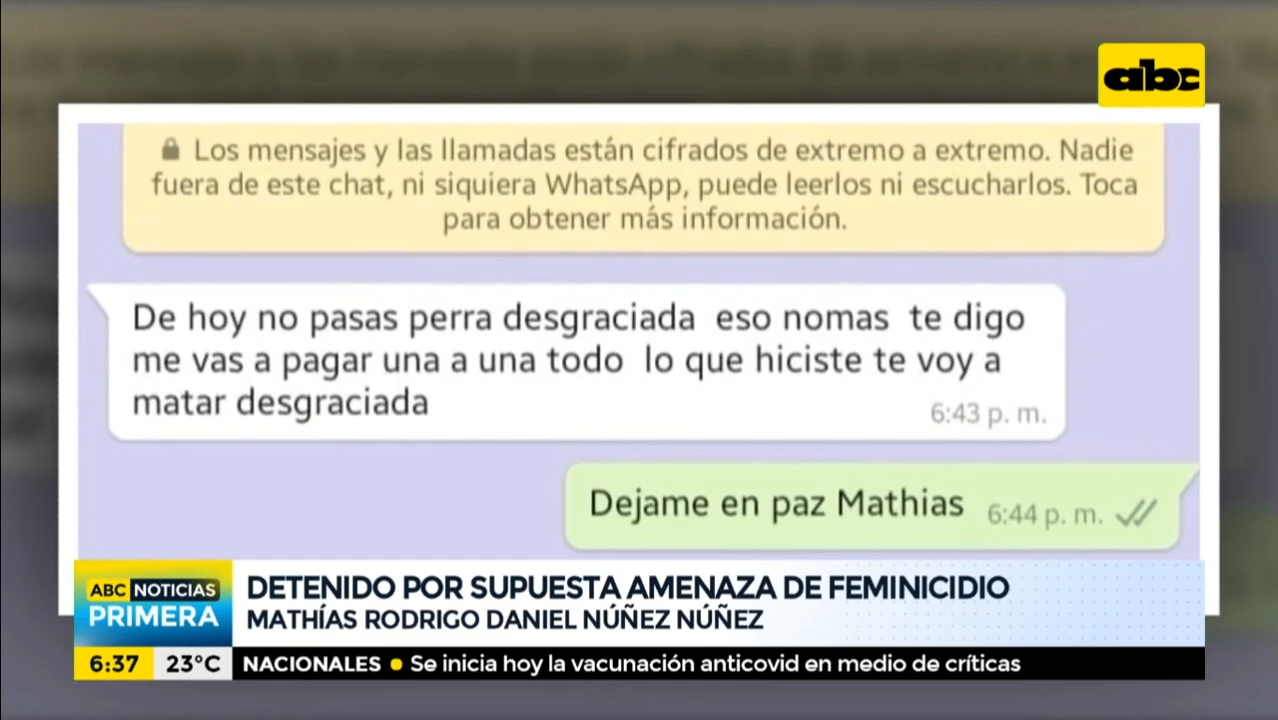 abc
Los mensajes y las llamadas están cifrados de extremo a extremo. Nadie
fuera de este chat, ni siquiera WhatsApp, puede leerlos ni escucharlos. Toca
para obtener más información.
De hoy no pasas perra desgraciada eso nomas te digo
me vas a pagar una a una todo lo que hiciste te voy a
matar desgraciada
6:43 p. m.
Dejame en paz Mathias 6:44 p. m.
ABC NOTICIAS
PRIMERA
DETENIDO POR SUPUESTA AMENAZA DE FEMINICIDIO
MATHÍAS RODRIGO DANIEL NÚÑEZ NÚÑEZ
6:37 23°C NACIONALES Se inicia hoy la vacunación anticovid en medio de críticas